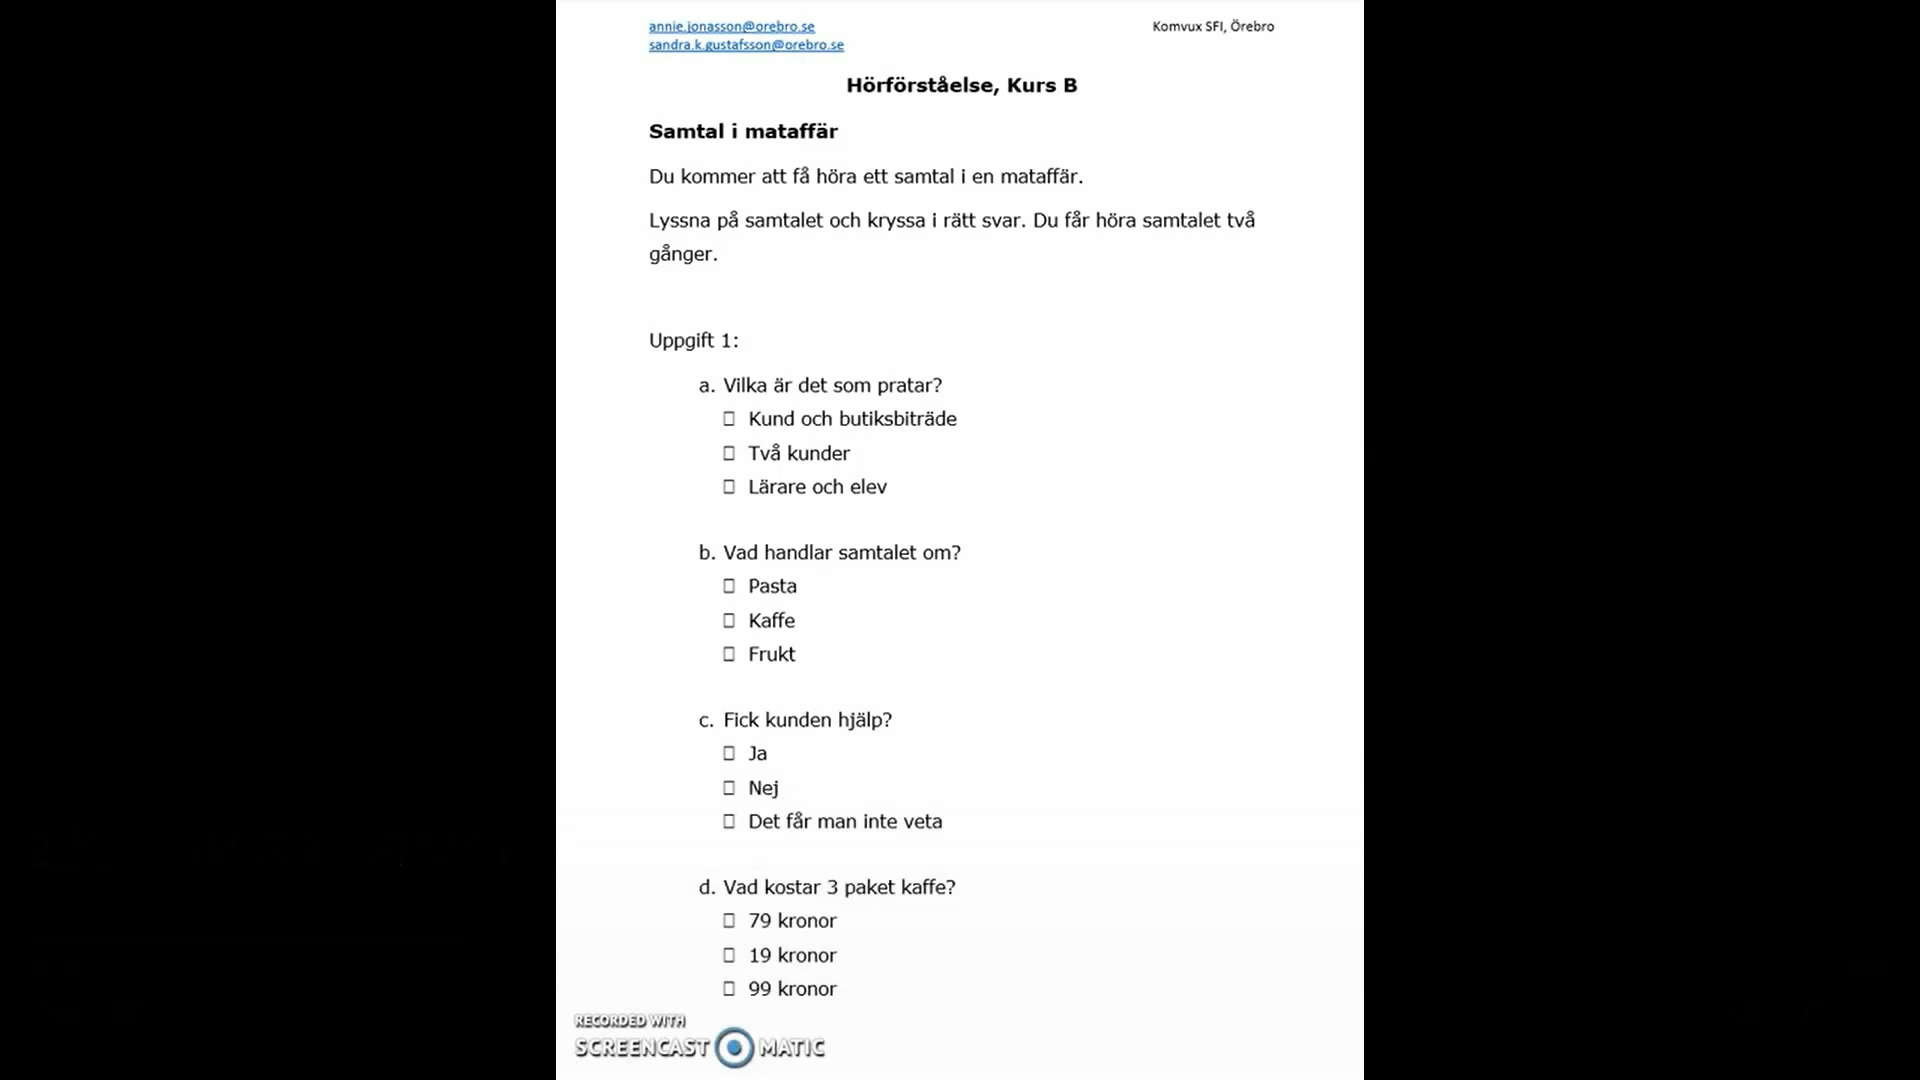 annie.jonasson@orebro.se
Komvux SFI, Örebro
sandra.k.gustafsson@orebro.se
Hörförståelse, Kurs B
Samtal i mataffär
Du kommer att få höra ett samtal i en mataffär.
Lyssna på samtalet och kryssa i rätt svar. Du får höra samtalet två
gånger.
Uppgift 1:
a. Vilka är det som pratar?
☐ Kund och butiksbiträde
☐ Två kunder
☐ Lärare och elev
b. Vad handlar samtalet om?
☐ Pasta
☐ Kaffe
☐ Frukt
c. Fick kunden hjälp?
☐ Ja
☐ Nej
☐ Det får man inte veta
d. Vad kostar 3 paket kaffe?
☐ 79 kronor
☐ 19 kronor
☐ 99 kronor
RECORDED WITH
SCREENCAST MATIC